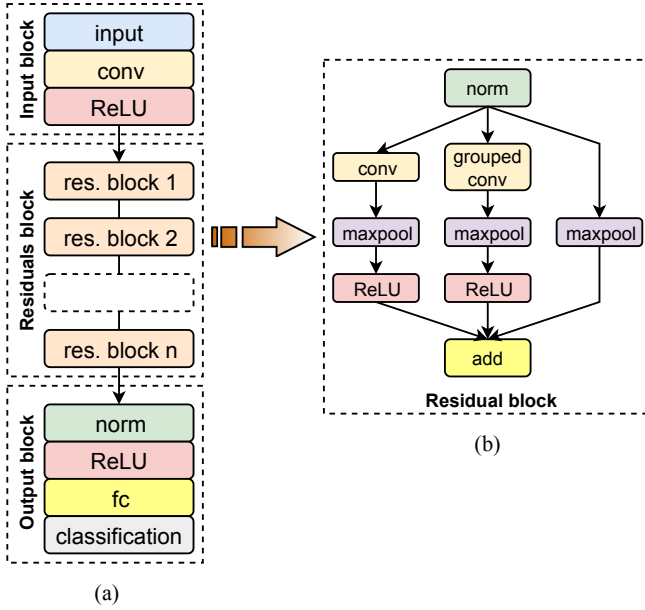 Input block
input
conv
ReLU
Residuals block
res. block 1
res. block 2
res. block n
Output block
norm
ReLU
fc
classification
(a)
norm
conv
grouped
conv
maxpool
maxpool
maxpool
ReLU
ReLU
add
Residual block
(b)